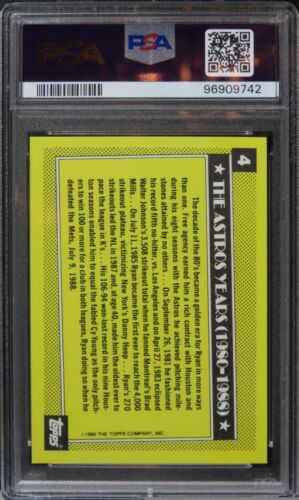 PSA
PSA
96909742
4
★ THE ASTROS YEARS (1980-1988) ★
The decade of the 80's became a golden era for Ryan in more ways
than one. Free agency earned him a rich contract with Houston and
during his eight seasons with the Astros he achieved pitching mile-
stones attained by no others . . . On September 26, 1981 he fashioned
his record fifth no-hitter vs. Los Angeles and on April 27, 1983 eclipsed
Walter Johnson's 3,508 strikeout total when he fanned Montreal's Brad
Mills . . . On July 11, 1985 Ryan became the first ever to reach the 4,000
strikeout plateau, victimizing New York's Danny Heep . . . Ryan's 270
strikeouts led the NL in 1987 and, at age 40, made him the oldest ever to
pace the league in K's . . . His 106-94 won-lost record in his nine Hous-
ton seasons enabled him to equal the fabled Cy Young as the only pitch-
ers to win 100 or more for a club in both leagues, Ryan doing so when he
defeated the Mets, July 9, 1988.
Topps
© 1990 THE TOPPS COMPANY, INC.